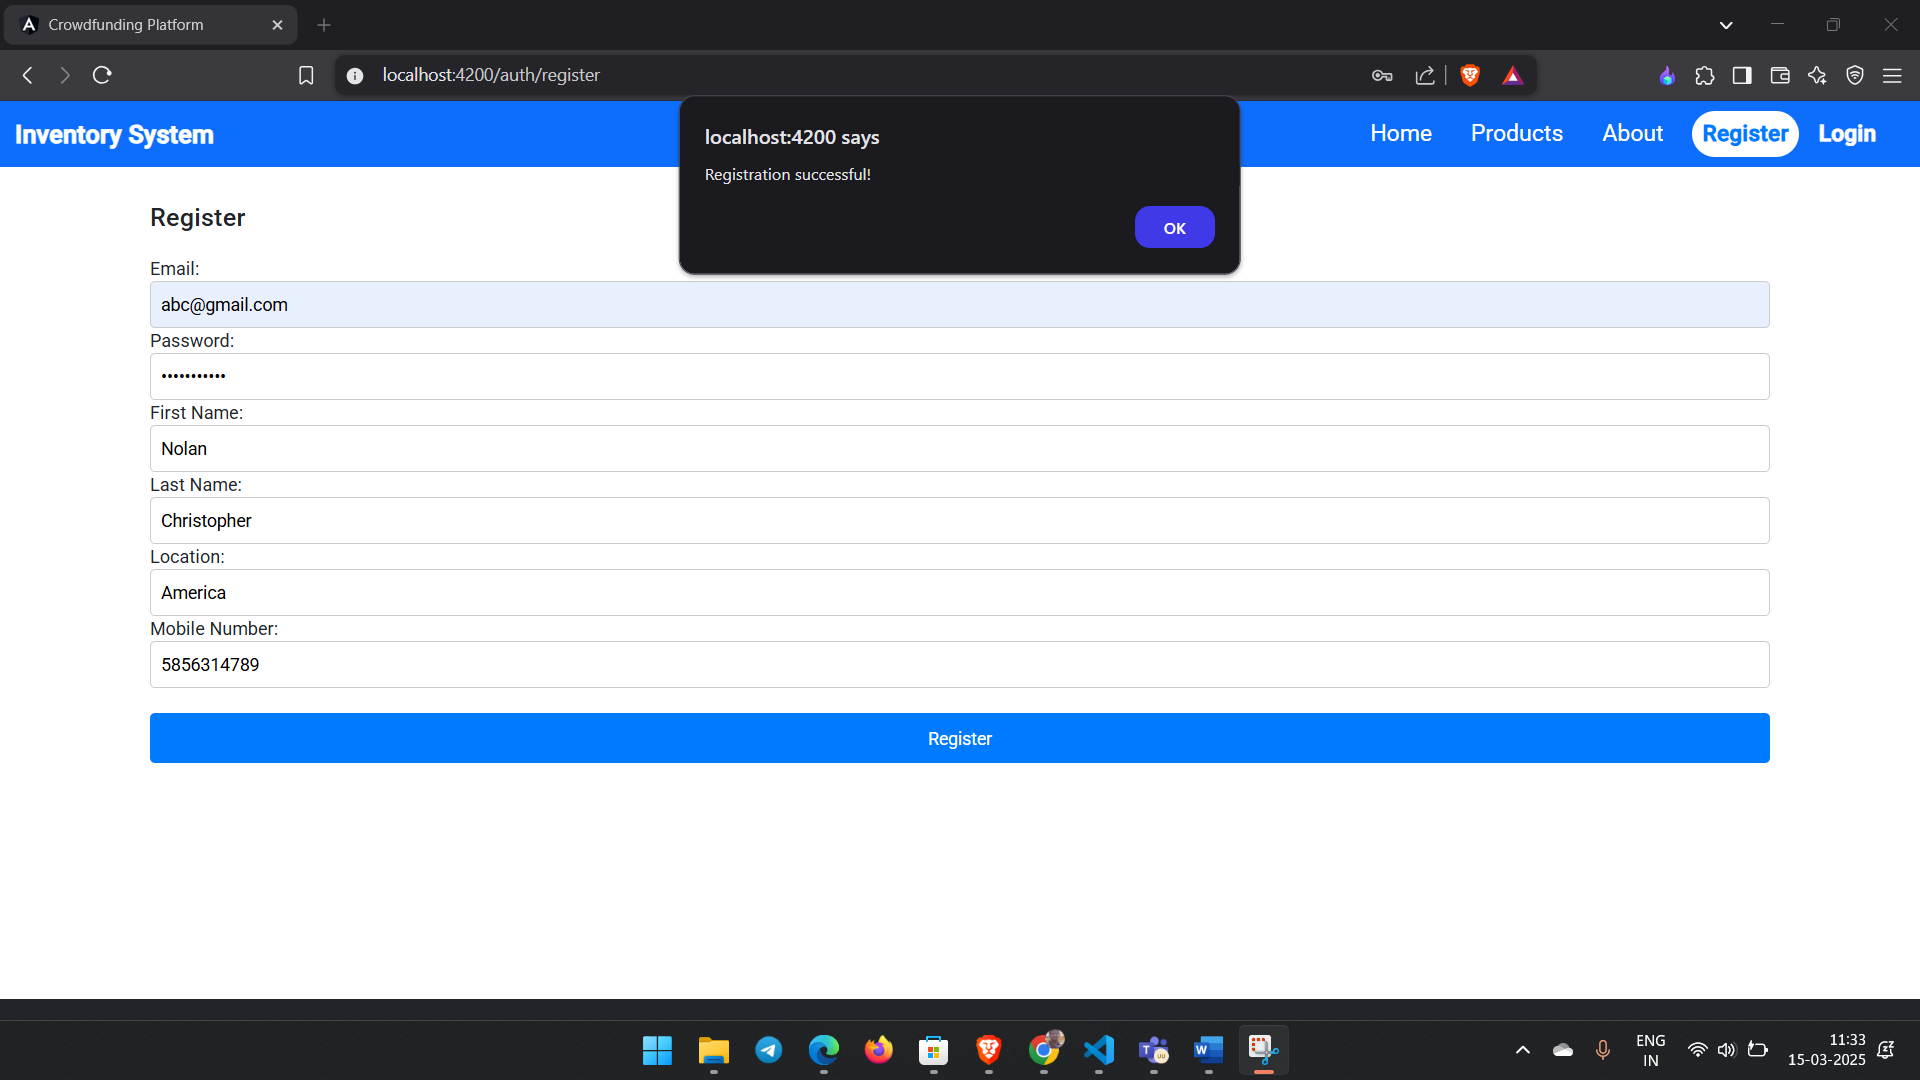 Crowdfunding Platform
localhost:4200/auth/register
Inventory System
Home
Products
About
Register
Login
localhost:4200 says
Registration successful!
OK
Register
Email:
abc@gmail.com
Password:
•••••••••••
First Name:
Nolan
Last Name:
Christopher
Location:
America
Mobile Number:
5856314789
Register
ENG
IN
11:33
15-03-2025